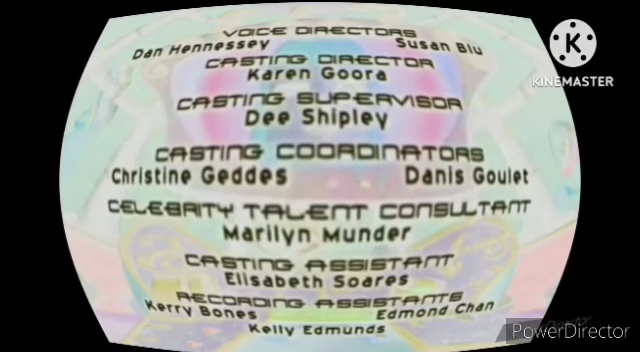 VOICE DIRECTORS
Dan Hennessey Susan Blu
CASTING DIRECTOR
Karen Goora
CASTING SUPERVISOR
Dee Shipley
CASTING COORDINATORS
Christine Geddes Danis Goulet
CELEBRITY TALENT CONSULTANT
Marilyn Munder
CASTING ASSISTANT
Elisabeth Soares
RECORDING ASSISTANTS
Kerry Bones Edmond Chan
Kelly Edmunds
K
KINEMASTER
PowerDirector